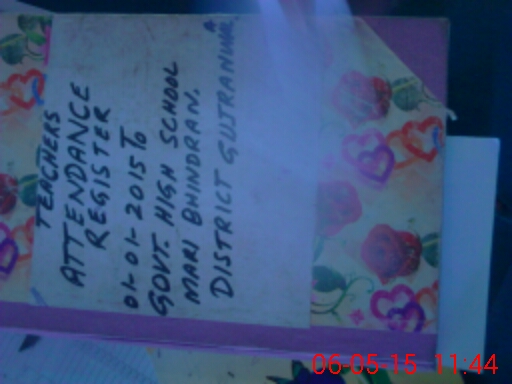 TEACHERS
ATTENDANCE
REGISTER
01-01-2015 To
GOVT. HIGH SCHOOL
MARI BHINDRAN.
DISTRICT GUJRANWALA
06-05-15 11:44